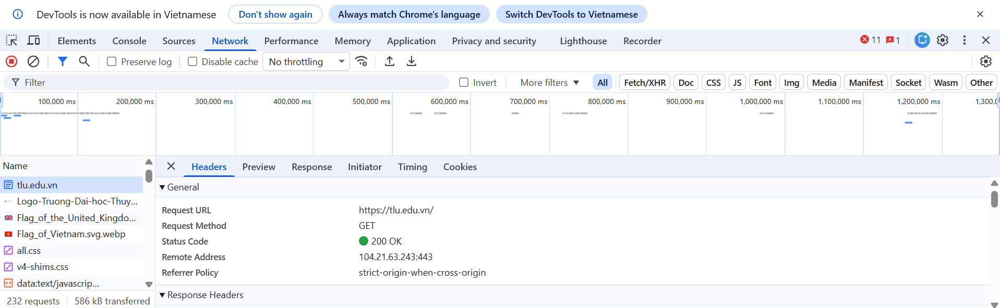 DevTools is now available in Vietnamese Don't show again Always match Chrome's language Switch DevTools to Vietnamese
Elements Console Sources Network Performance Memory Application Privacy and security Lighthouse Recorder 11 1
Preserve log Disable cache No throttling
Filter Invert More filters All Fetch/XHR Doc CSS JS Font Img Media Manifest Socket Wasm Other
100,000 ms 200,000 ms 300,000 ms 400,000 ms 500,000 ms 600,000 ms 700,000 ms 800,000 ms 900,000 ms 1,000,000 ms 1,100,000 ms 1,200,000 ms 1,300,0
Name
tlu.edu.vn
Logo-Truong-Dai-hoc-Thuy...
Flag_of_the_United_Kingdo...
Flag_of_Vietnam.svg.webp
all.css
v4-shims.css
data:text/javascrip...
232 requests 586 kB transferred
Headers Preview Response Initiator Timing Cookies
General
Request URL https://tlu.edu.vn/
Request Method GET
Status Code 200 OK
Remote Address 104.21.63.243:443
Referrer Policy strict-origin-when-cross-origin
Response Headers